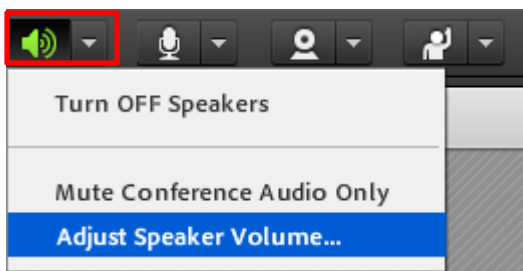 Turn OFF Speakers
Mute Conference Audio Only
Adjust Speaker Volume...